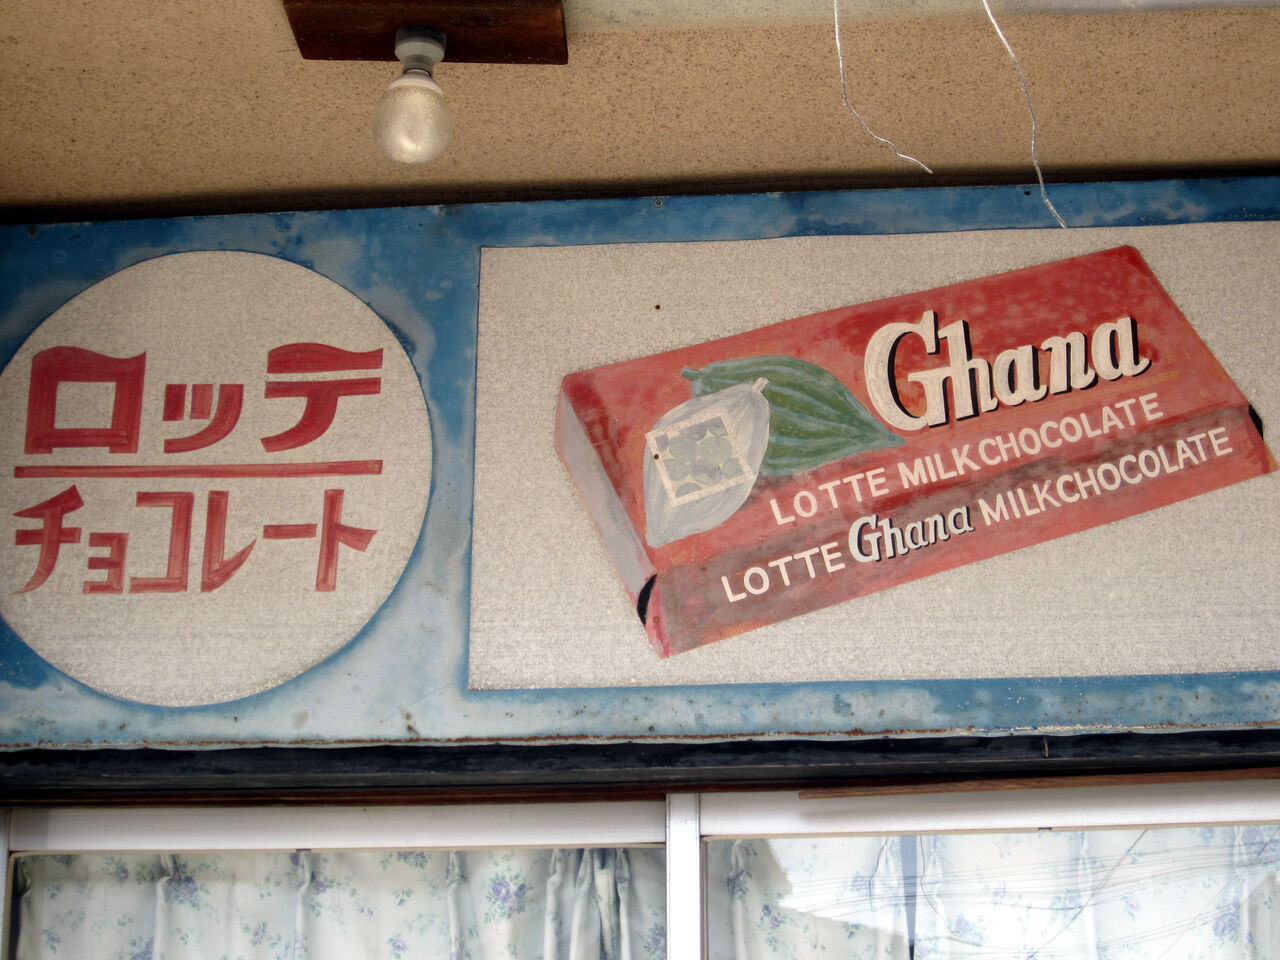 ロッテ
チョコレート
Ghana
LOTTE MILK CHOCOLATE
LOTTE Ghana MILK CHOCOLATE